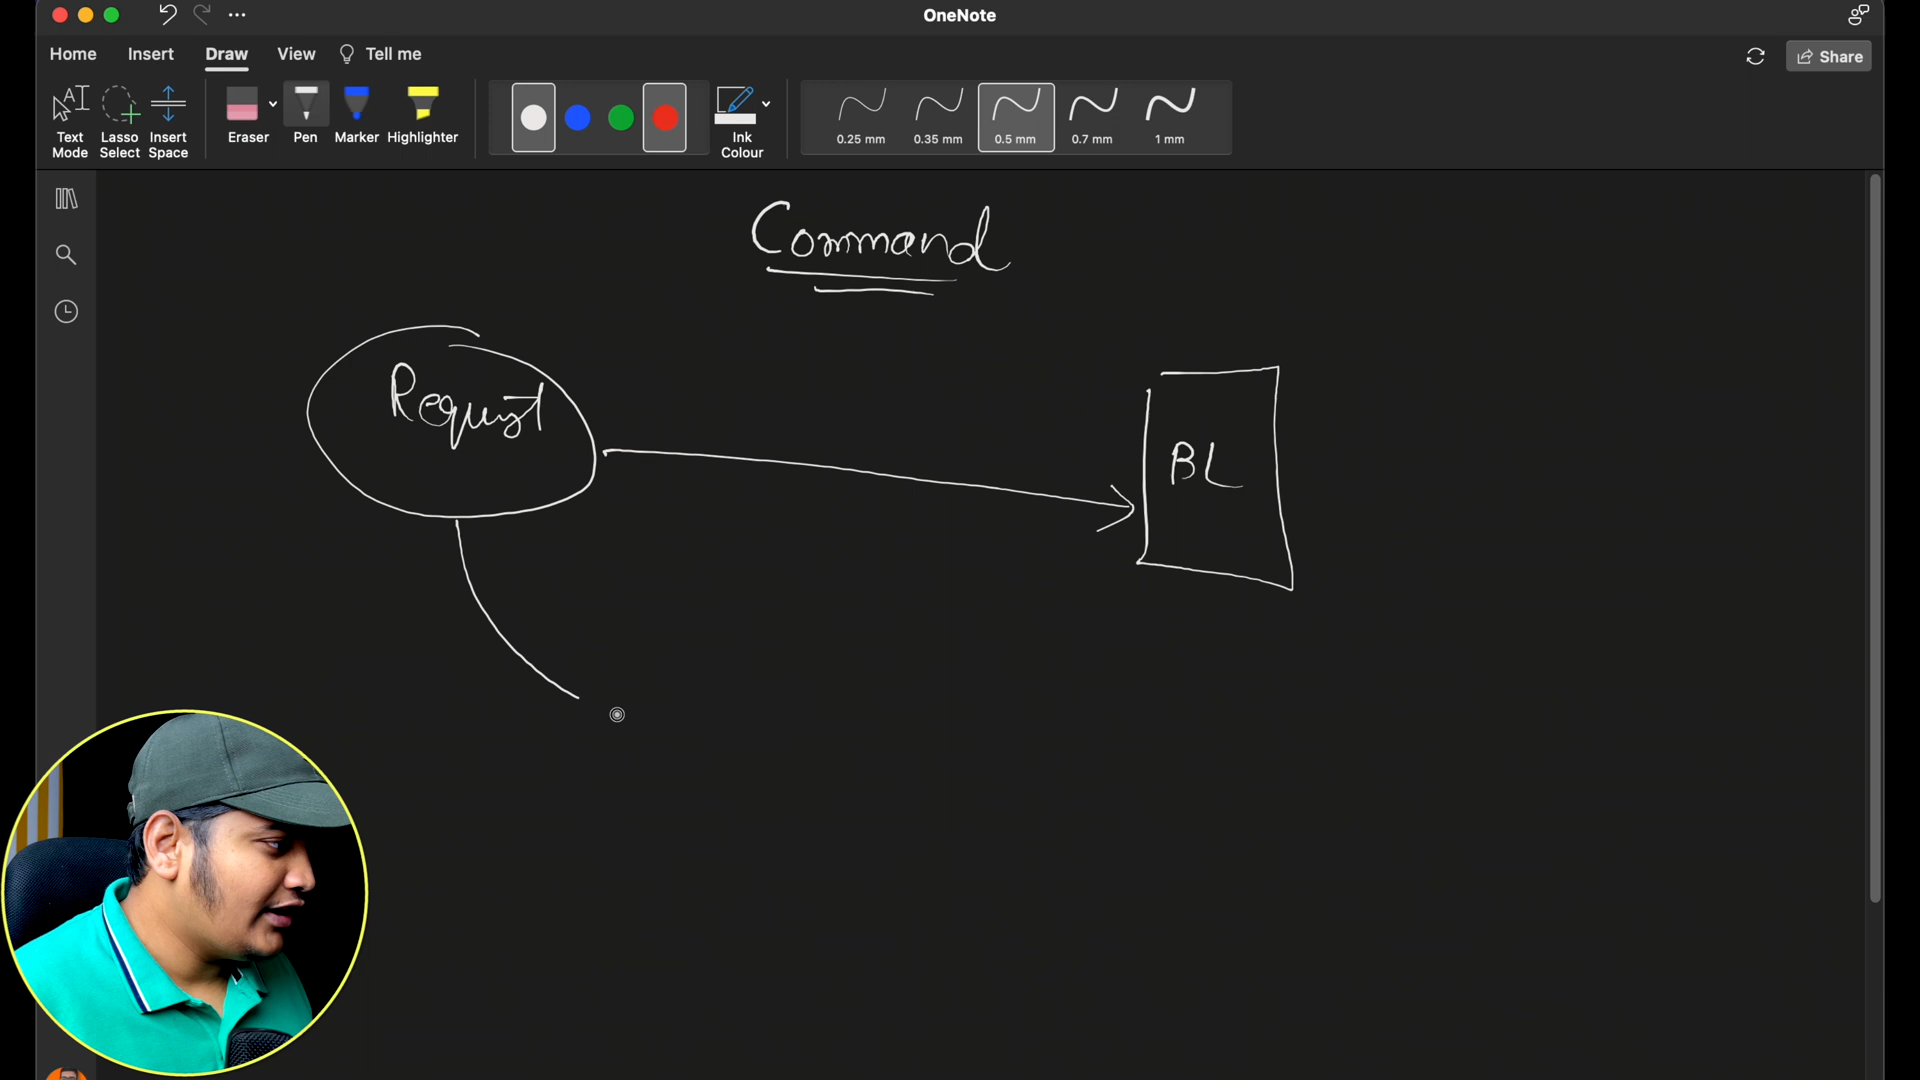 OneNote
Home Insert Draw View Tell me
Share
Text Mode
Lasso Select
Insert Space
Eraser
Pen
Marker
Highlighter
Ink Colour
0.25 mm
0.35 mm
0.5 mm
0.7 mm
1 mm
Command
Request
BL